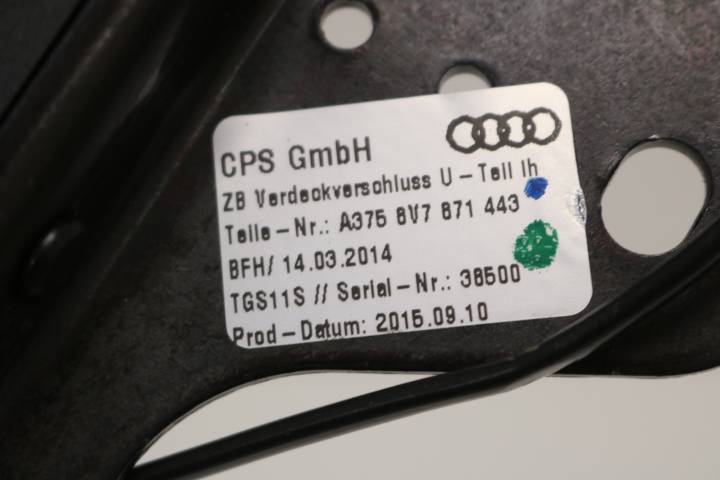 CPS GmbH
ZB Verdeckverschluss U-Teil lh
Teile-Nr.: A375 8V7 871 443
BFH/ 14.03.2014
TGS11S // Serial-Nr.: 36500
Prod-Datum: 2015.09.10